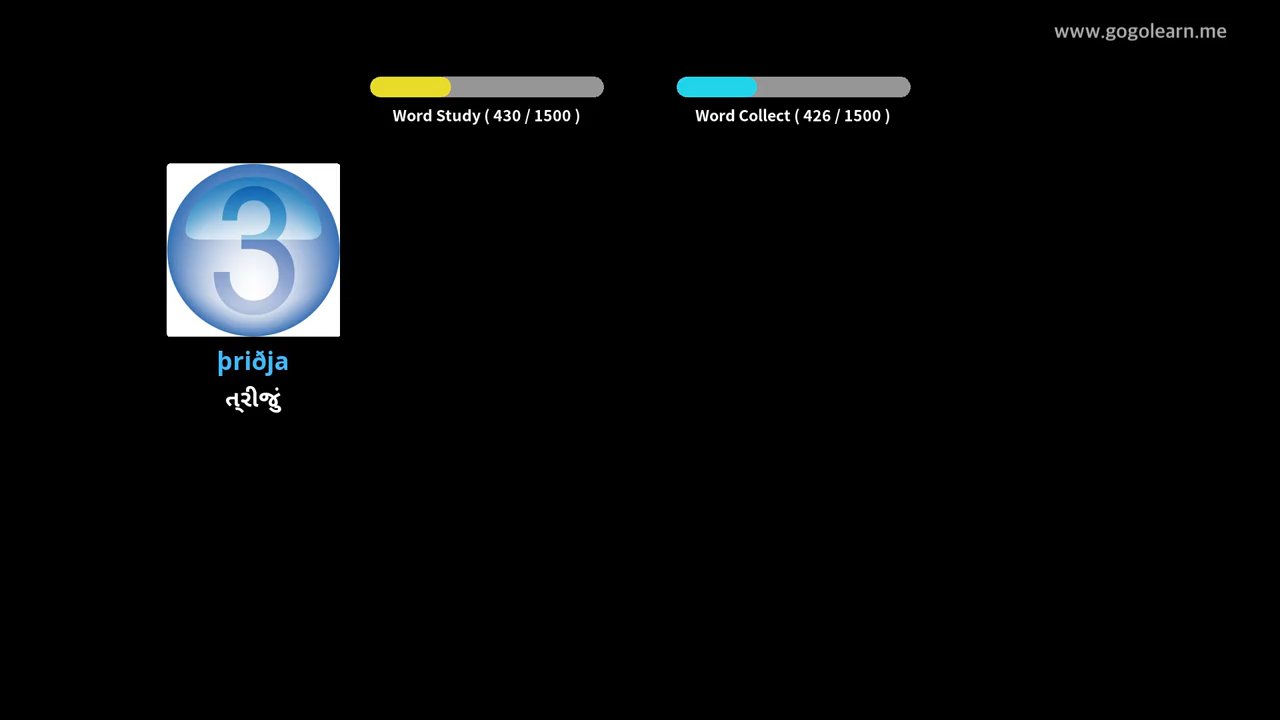 www.gogolearn.me
Word Study ( 430 / 1500 )
Word Collect ( 426 / 1500 )
3
þriðja
ત્રીજું